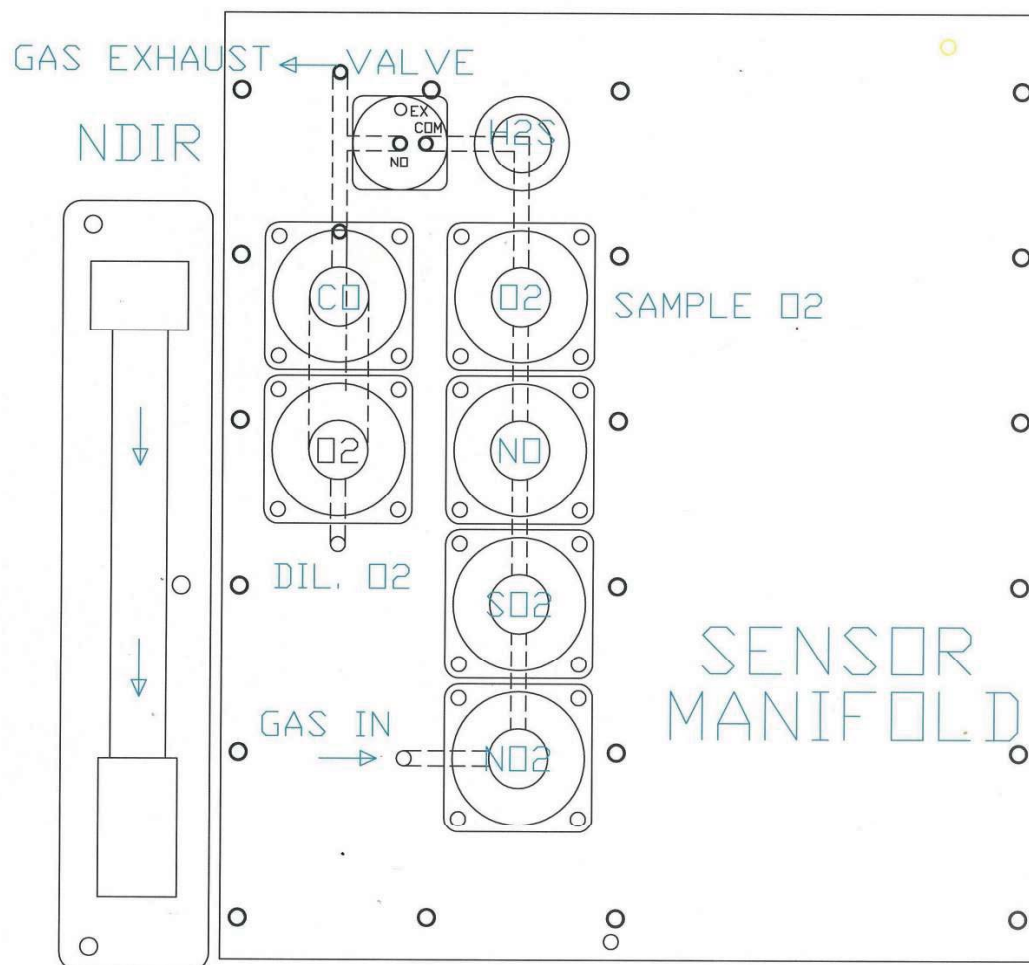 GAS EXHAUST
VALVE
NDIR
EX
COM
NO
H2S
CO
O2
SAMPLE O2
O2
NO
DIL. O2
SO2
SENSOR
MANIFOLD
GAS IN
NO2